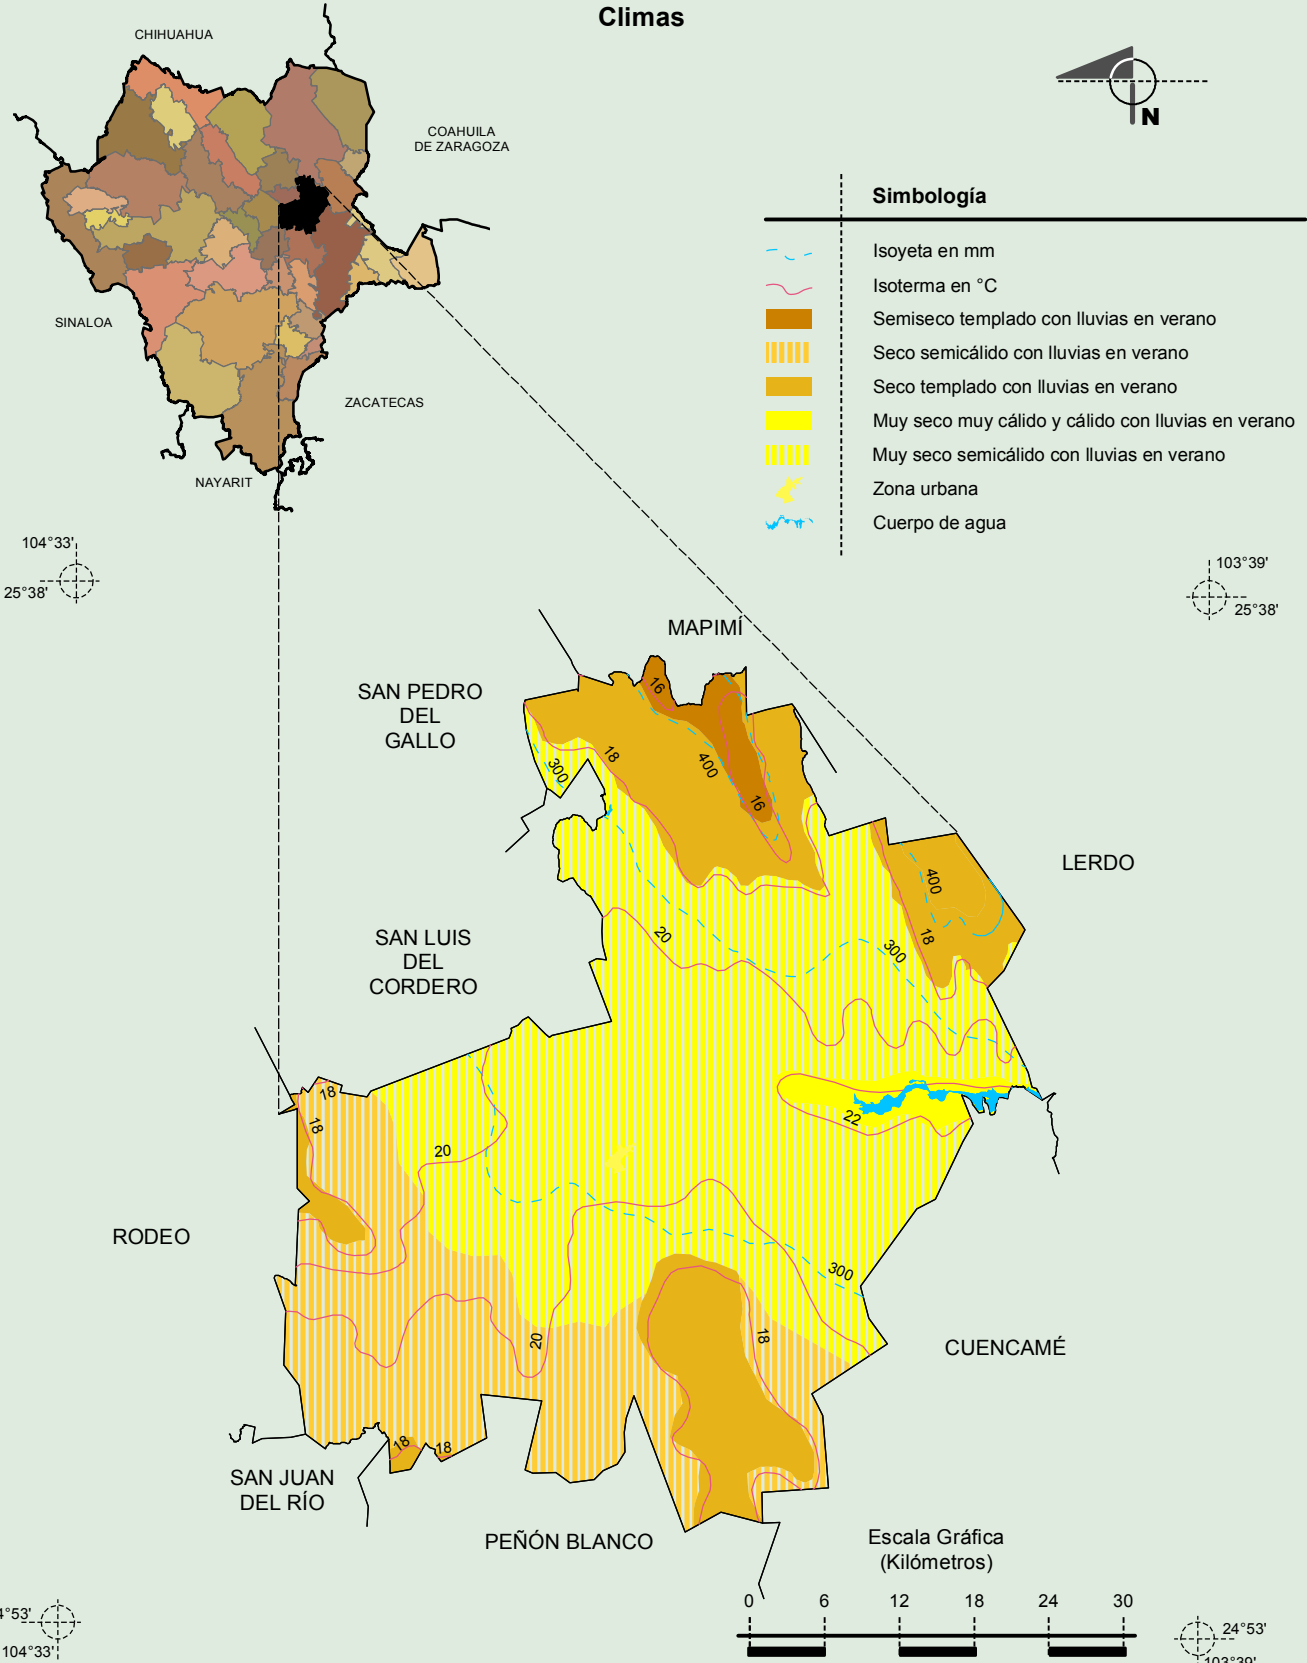 Climas
CHIHUAHUA
COAHUILA
DE ZARAGOZA
SINALOA
ZACATECAS
NAYARIT
N
Simbología
Isoyeta en mm
Isoterma en °C
Semiseco templado con lluvias en verano
Seco semicálido con lluvias en verano
Seco templado con lluvias en verano
Muy seco muy cálido y cálido con lluvias en verano
Muy seco semicálido con lluvias en verano
Zona urbana
Cuerpo de agua
104°33'
25°38'
103°39'
25°38'
MAPIMÍ
SAN PEDRO
DEL
GALLO
16
18
300
400
16
LERDO
400
18
SAN LUIS
DEL
CORDERO
20
300
18
18
22
20
RODEO
300
20
18
CUENCAMÉ
18
18
SAN JUAN
DEL RÍO
PEÑÓN BLANCO
Escala Gráfica
(Kilómetros)
0 6 12 18 24 30
4°53'
104°33'
24°53'
103°39'